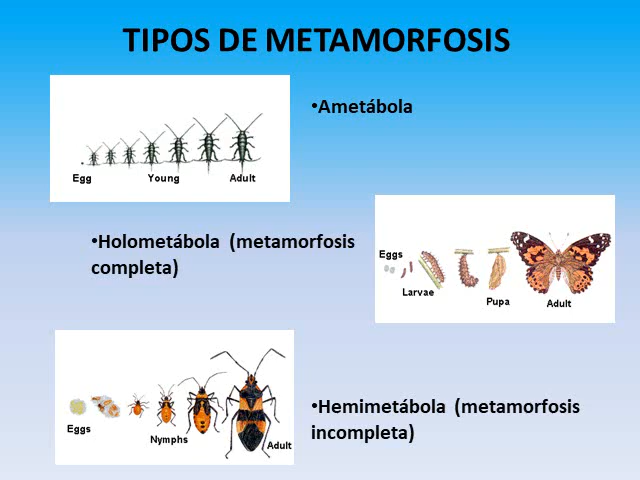 TIPOS DE METAMORFOSIS
•Ametábola
Egg Young Adult
•Holometábola (metamorfosis
completa)
Eggs
Larvae
Pupa
Adult
Eggs
Nymphs
Adult
•Hemimetábola (metamorfosis
incompleta)